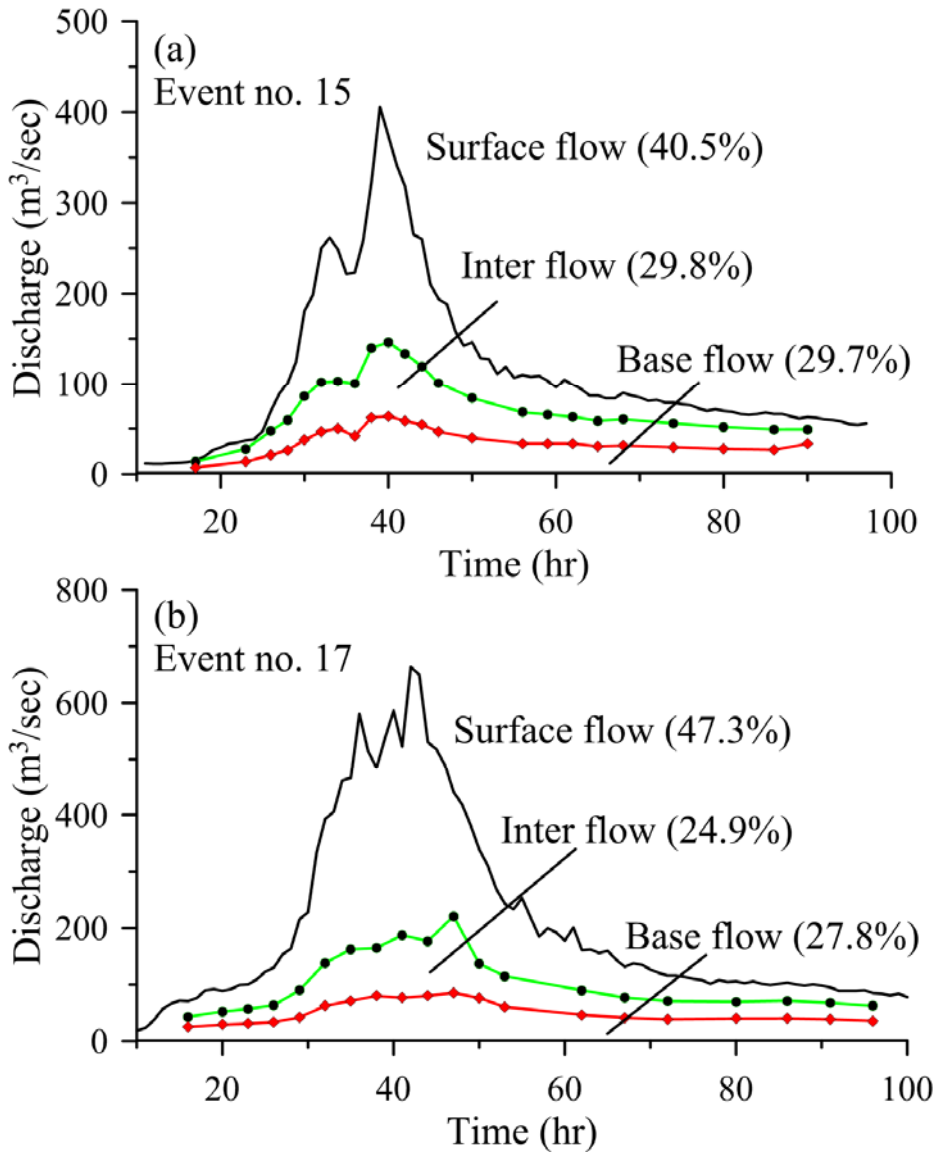 (a)
Event no. 15
Surface flow (40.5%)
Inter flow (29.8%)
Base flow (29.7%)
Discharge (m³/sec)
500
400
300
200
100
0
20 40 60 80 100
Time (hr)
(b)
Event no. 17
Surface flow (47.3%)
Inter flow (24.9%)
Base flow (27.8%)
Discharge (m³/sec)
800
600
400
200
0
20 40 60 80 100
Time (hr)